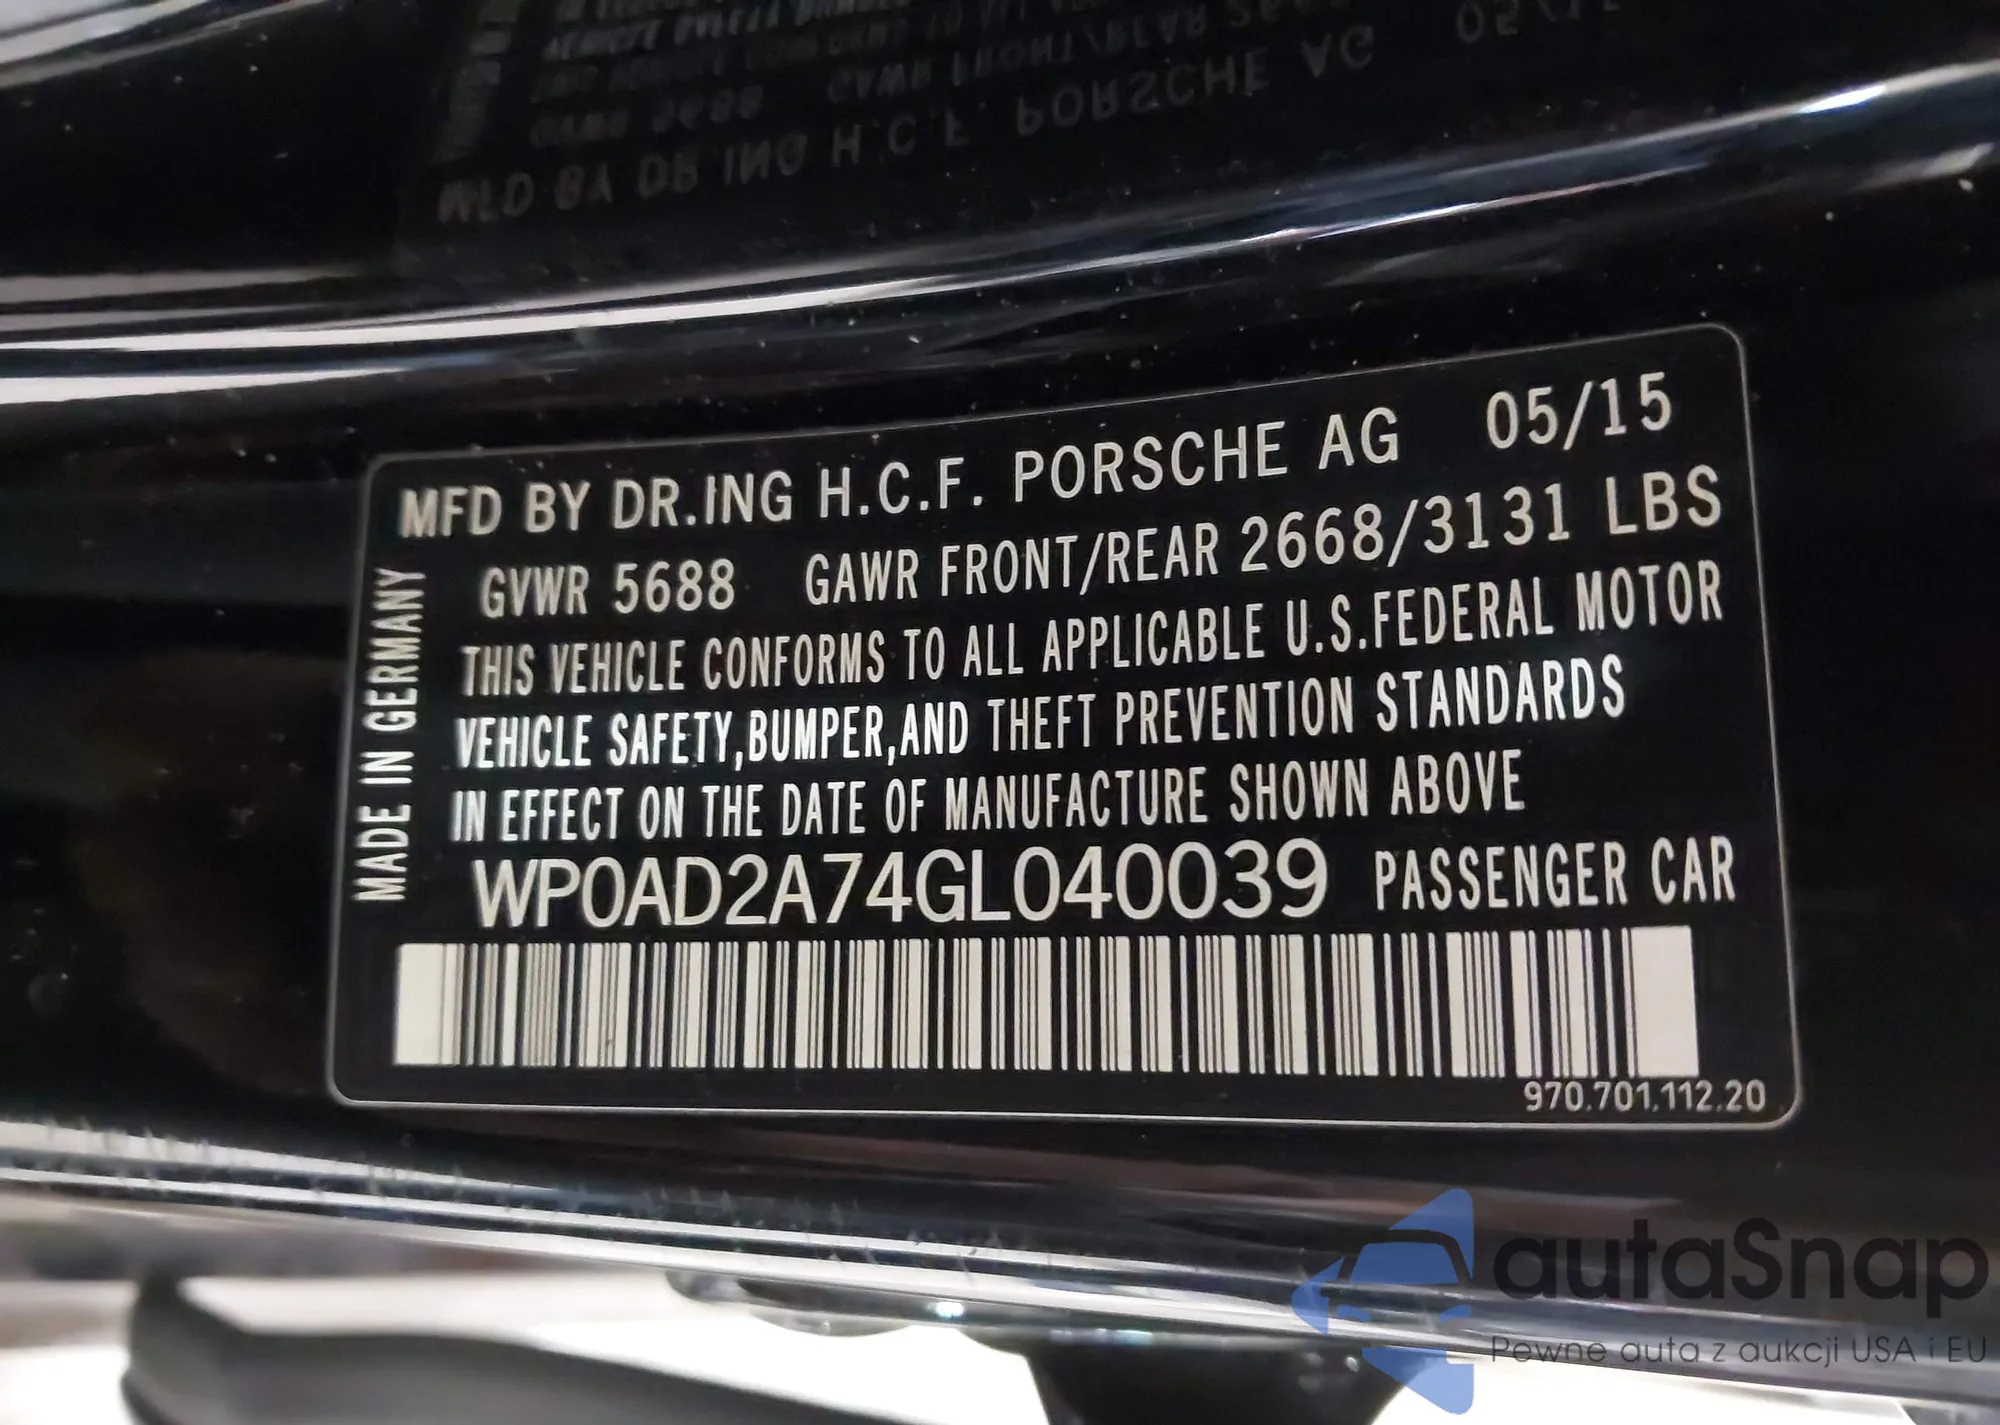 MFD BY DR.ING H.C.F. PORSCHE AG 05/15
GVWR 5688 GAWR FRONT/REAR 2668/3131 LBS
THIS VEHICLE CONFORMS TO ALL APPLICABLE U.S.FEDERAL MOTOR
VEHICLE SAFETY,BUMPER,AND THEFT PREVENTION STANDARDS
IN EFFECT ON THE DATE OF MANUFACTURE SHOWN ABOVE
WP0AD2A74GL040039 PASSENGER CAR
970.701.112.20
MADE IN GERMANY
autaSnap
Pewne auta z aukcji USA i EU